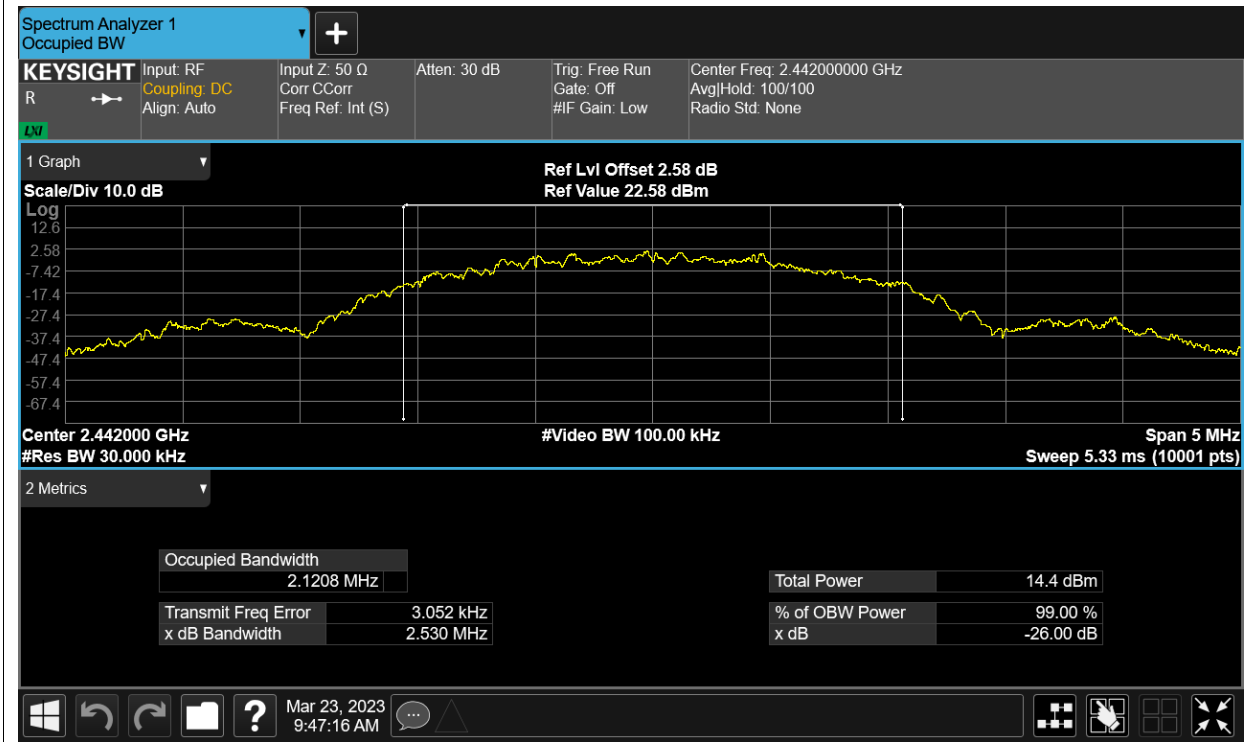 Spectrum Analyzer 1
Occupied BW
KEYSIGHT
R
LXI
Input: RF
Coupling: DC
Align: Auto
Input Z: 50 Ω
Corr CCorr
Freq Ref: Int (S)
Atten: 30 dB
Trig: Free Run
Gate: Off
#IF Gain: Low
Center Freq: 2.442000000 GHz
Avg|Hold: 100/100
Radio Std: None
1 Graph
Scale/Div 10.0 dB
Ref Lvl Offset 2.58 dB
Ref Value 22.58 dBm
Log
12.6
2.58
-7.42
-17.4
-27.4
-37.4
-47.4
-57.4
-67.4
Center 2.442000 GHz
#Video BW 100.00 kHz
Span 5 MHz
#Res BW 30.000 kHz
Sweep 5.33 ms (10001 pts)
2 Metrics
Occupied Bandwidth
2.1208 MHz
Total Power 14.4 dBm
Transmit Freq Error 3.052 kHz
% of OBW Power 99.00 %
x dB Bandwidth 2.530 MHz
x dB -26.00 dB
?
Mar 23, 2023
9:47:16 AM